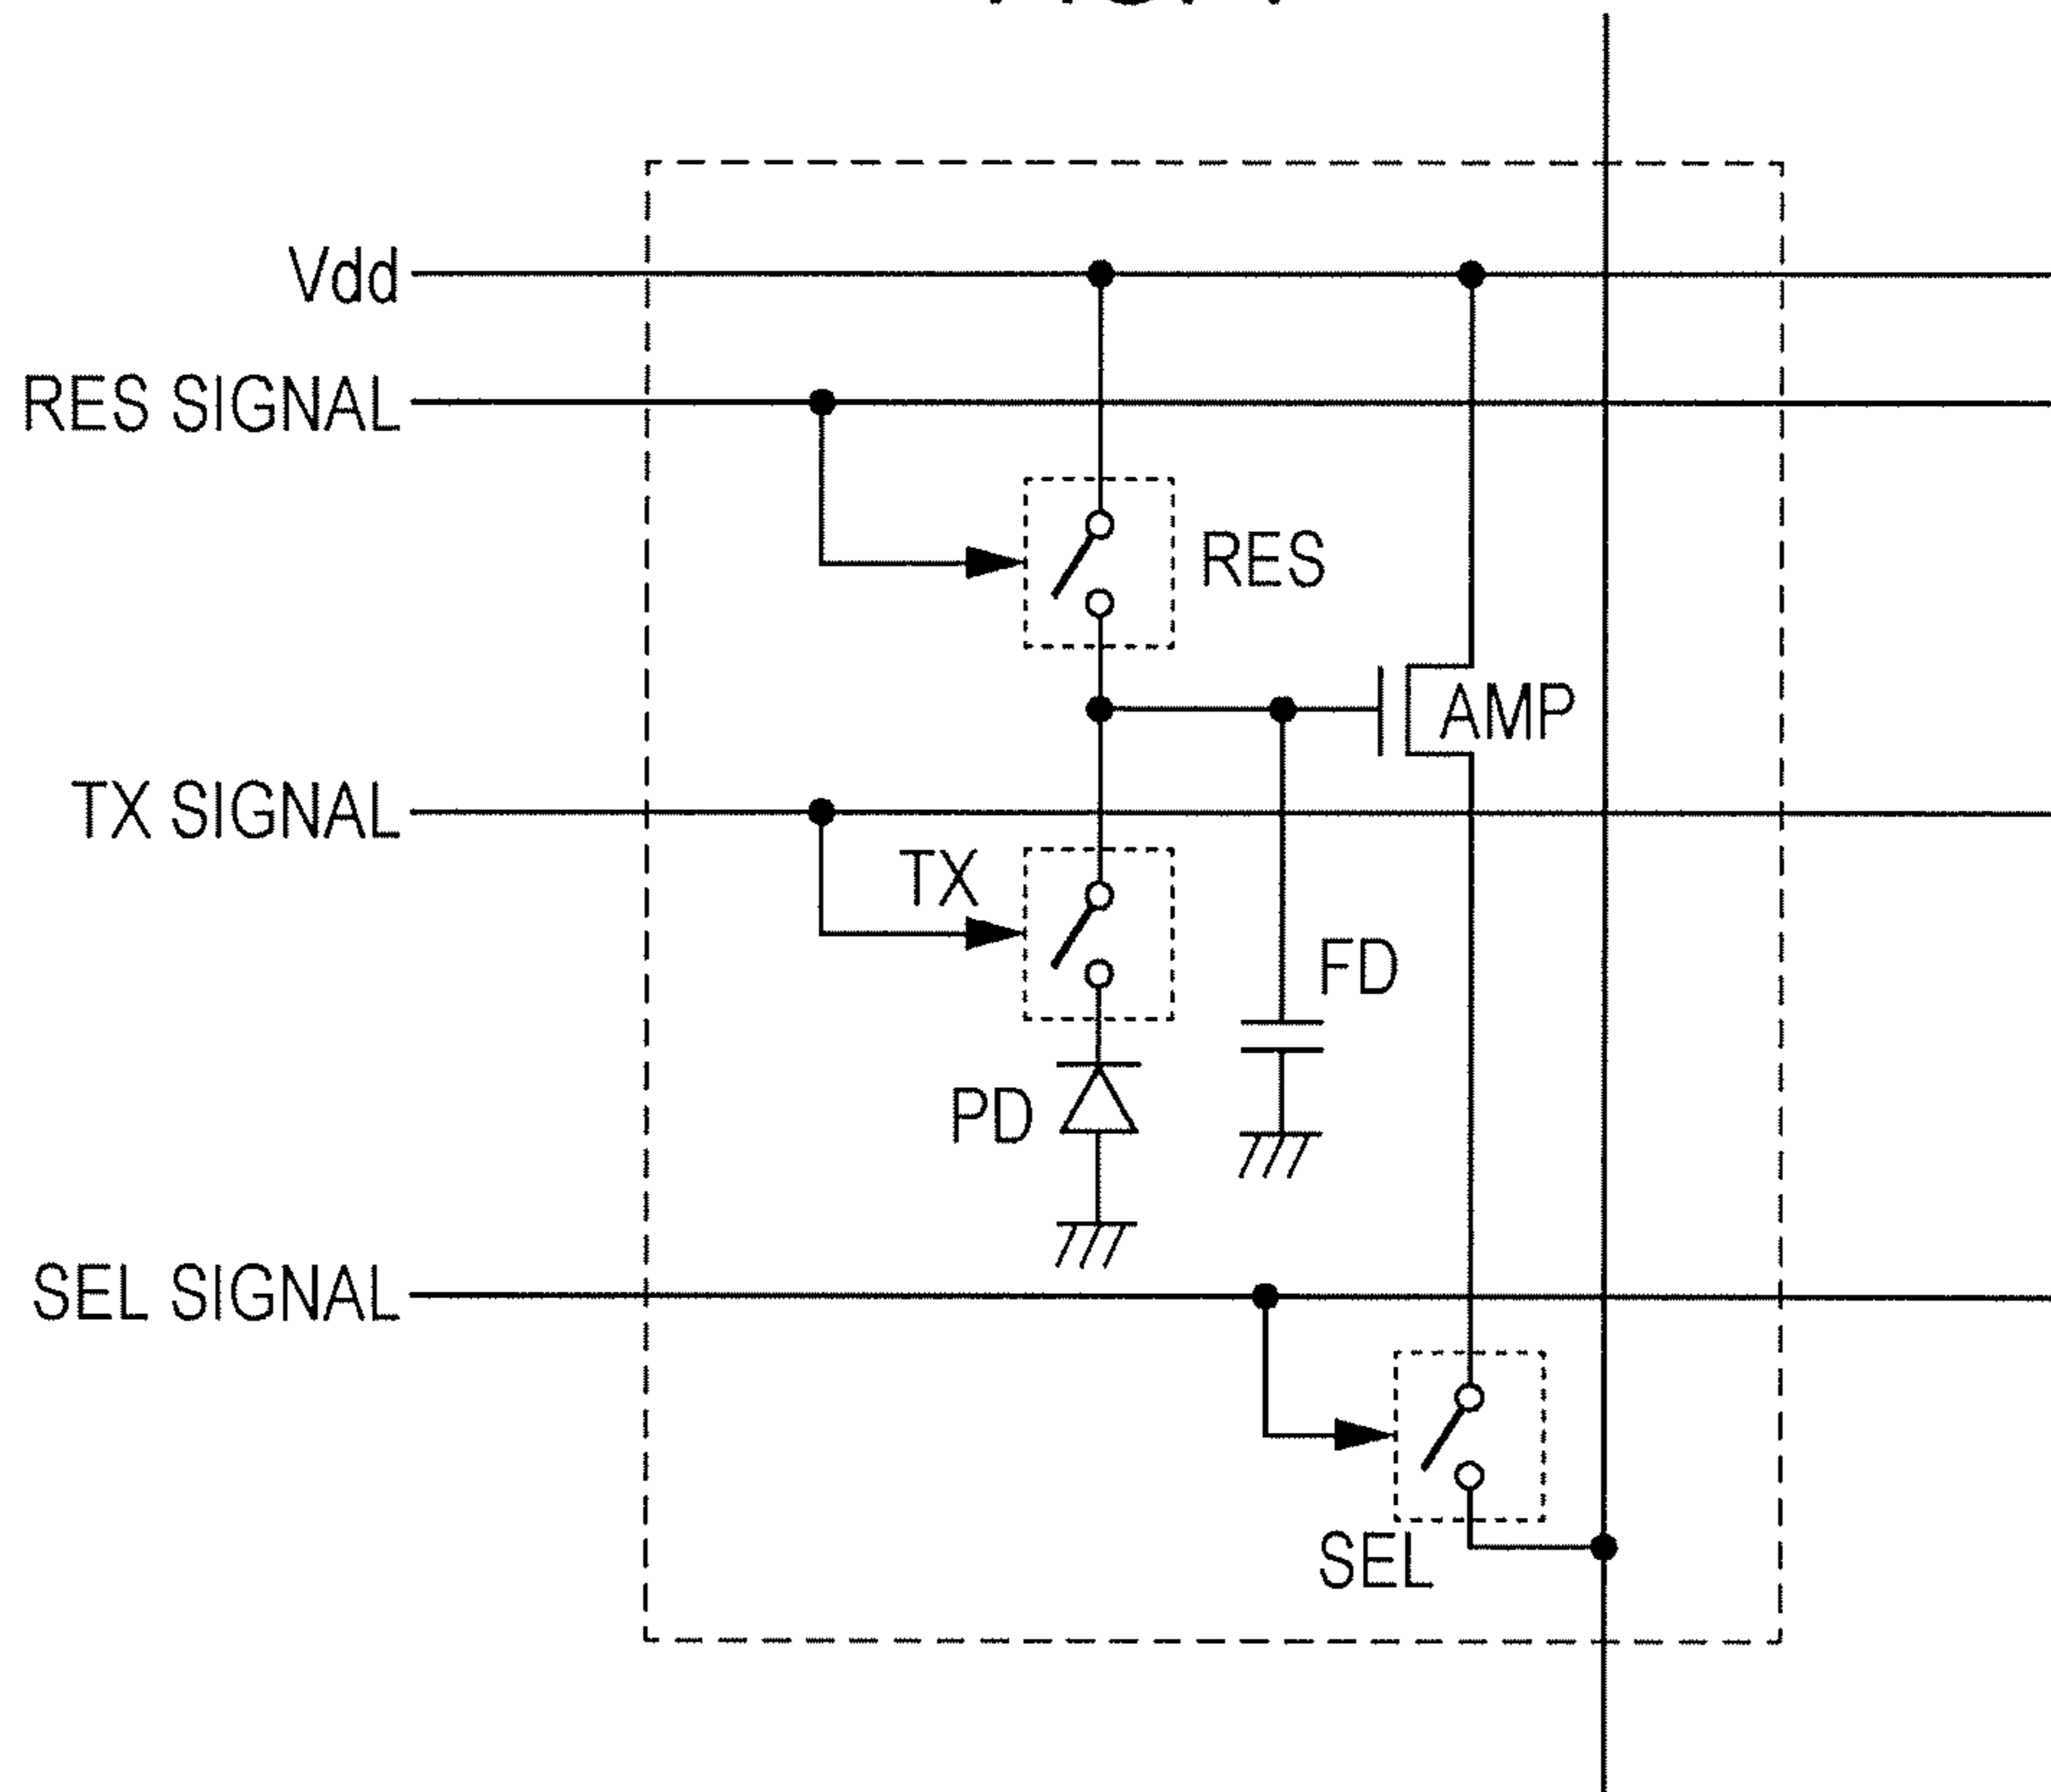 Vdd
RES SIGNAL
RES
AMP
TX SIGNAL
TX
FD
PD
SEL SIGNAL
SEL